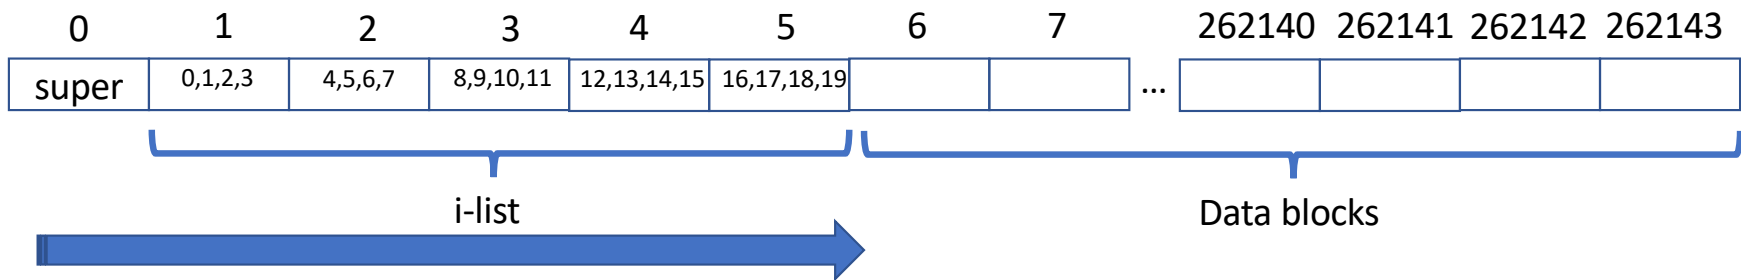 0 1 2 3 4 5 6 7 262140 262141 262142 262143
super 0,1,2,3 4,5,6,7 8,9,10,11 12,13,14,15 16,17,18,19 ...
i-list Data blocks